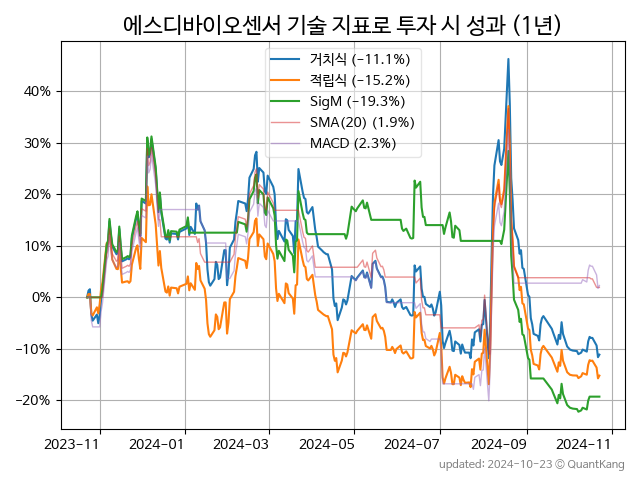 에스디바이오센서 기술 지표로 투자 시 성과 (1년)
거치식 (−11.1%)
적립식 (−15.2%)
SigM (−19.3%)
SMA(20) (1.9%)
MACD (2.3%)
40%
30%
20%
10%
0%
−10%
−20%
2023-11
2024-01
2024-03
2024-05
2024-07
2024-09
2024-11
updated: 2024-10-23 © QuantKang